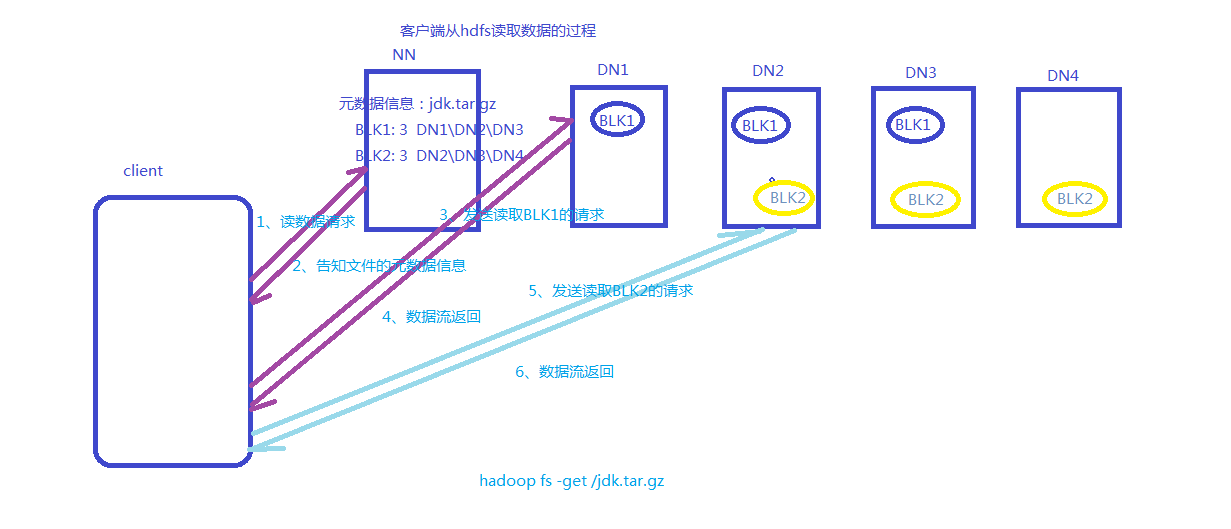 客户端从hdfs读取数据的过程
NN
DN1
DN2
DN3
DN4
元数据信息：jdk.tar.gz
BLK1: 3 DN1\DN2\DN3
BLK2: 3 DN2\DN3\DN4
BLK1
BLK1
BLK1
BLK2
BLK2
BLK2
client
1、读数据请求
2、告知文件的元数据信息
3、发送读取BLK1的请求
4、数据流返回
5、发送读取BLK2的请求
6、数据流返回
hadoop fs -get /jdk.tar.gz